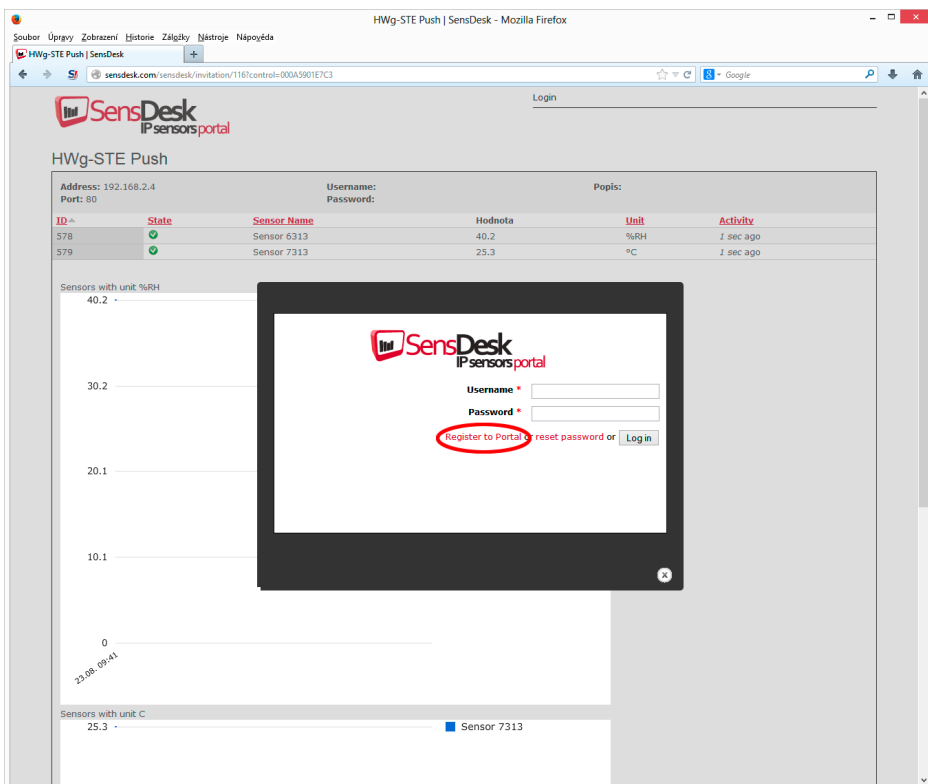 HWg-STE Push | SensDesk - Mozilla Firefox
Soubor Úpravy Zobrazení Historie Záložky Nástroje Nápověda
HWg-STE Push | SensDesk +
S! sensdesk.com/sensdesk/invitation/116?control=000A5901E7C3 8 Google
SensDesk
IP sensors portal
Login
HWg-STE Push
Address: 192.168.2.4 Username: Popis:
Port: 80 Password:
ID State Sensor Name Hodnota Unit Activity
578 Sensor 6313 40.2 %RH 1 sec ago
579 Sensor 7313 25.3 °C 1 sec ago
Sensors with unit %RH
40.2
30.2
20.1
10.1
0
23.08. 09:41
SensDesk
IP sensors portal
Username *
Password *
Register to Portal or reset password or Log in
x
Sensors with unit C
25.3 Sensor 7313